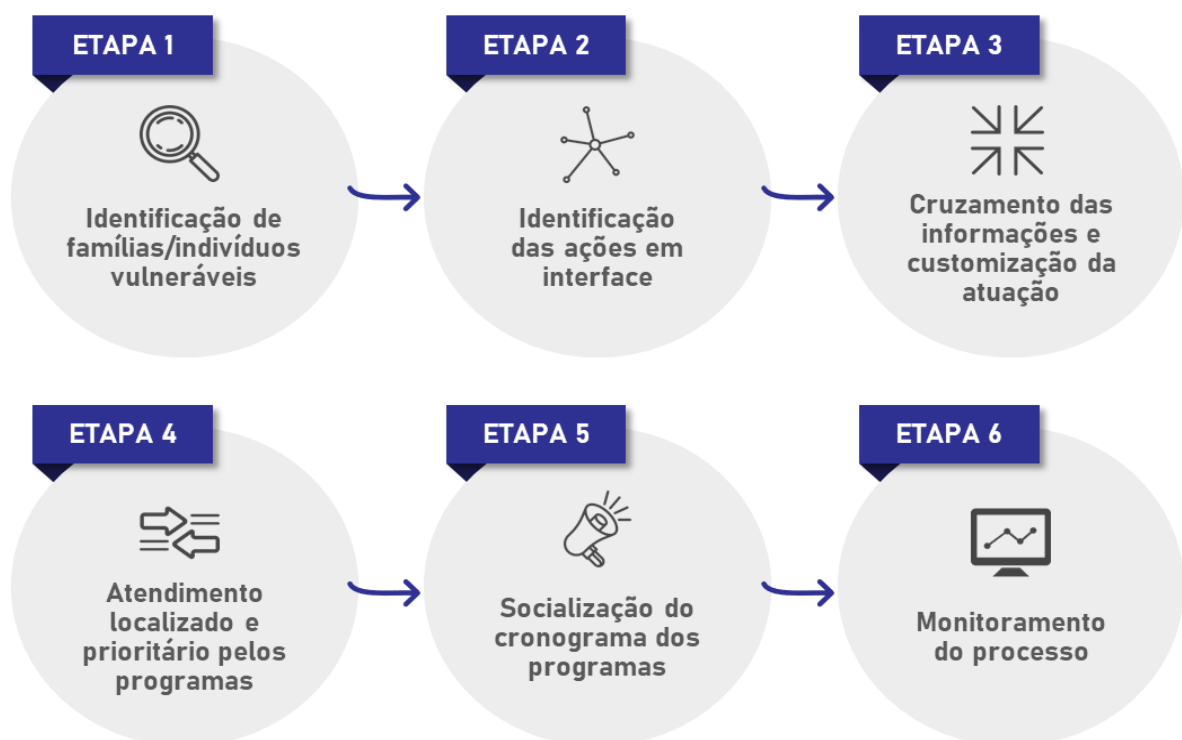 ETAPA 1
Identificação de
famílias/indivíduos
vulneráveis
ETAPA 2
Identificação
das ações em
interface
ETAPA 3
Cruzamento das
informações e
customização da
atuação
ETAPA 4
Atendimento
localizado e
prioritário pelos
programas
ETAPA 5
Socialização do
cronograma dos
programas
ETAPA 6
Monitoramento
do processo